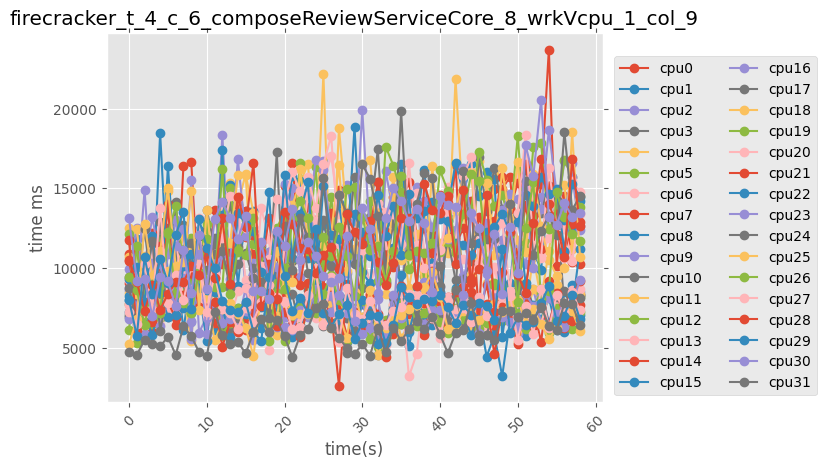 firecracker_t_4_c_6_composeReviewServiceCore_8_wrkVcpu_1_col_9
time ms
20000
15000
10000
5000
0
10
20
30
40
50
60
time(s)
cpu0
cpu1
cpu2
cpu3
cpu4
cpu5
cpu6
cpu7
cpu8
cpu9
cpu10
cpu11
cpu12
cpu13
cpu14
cpu15
cpu16
cpu17
cpu18
cpu19
cpu20
cpu21
cpu22
cpu23
cpu24
cpu25
cpu26
cpu27
cpu28
cpu29
cpu30
cpu31